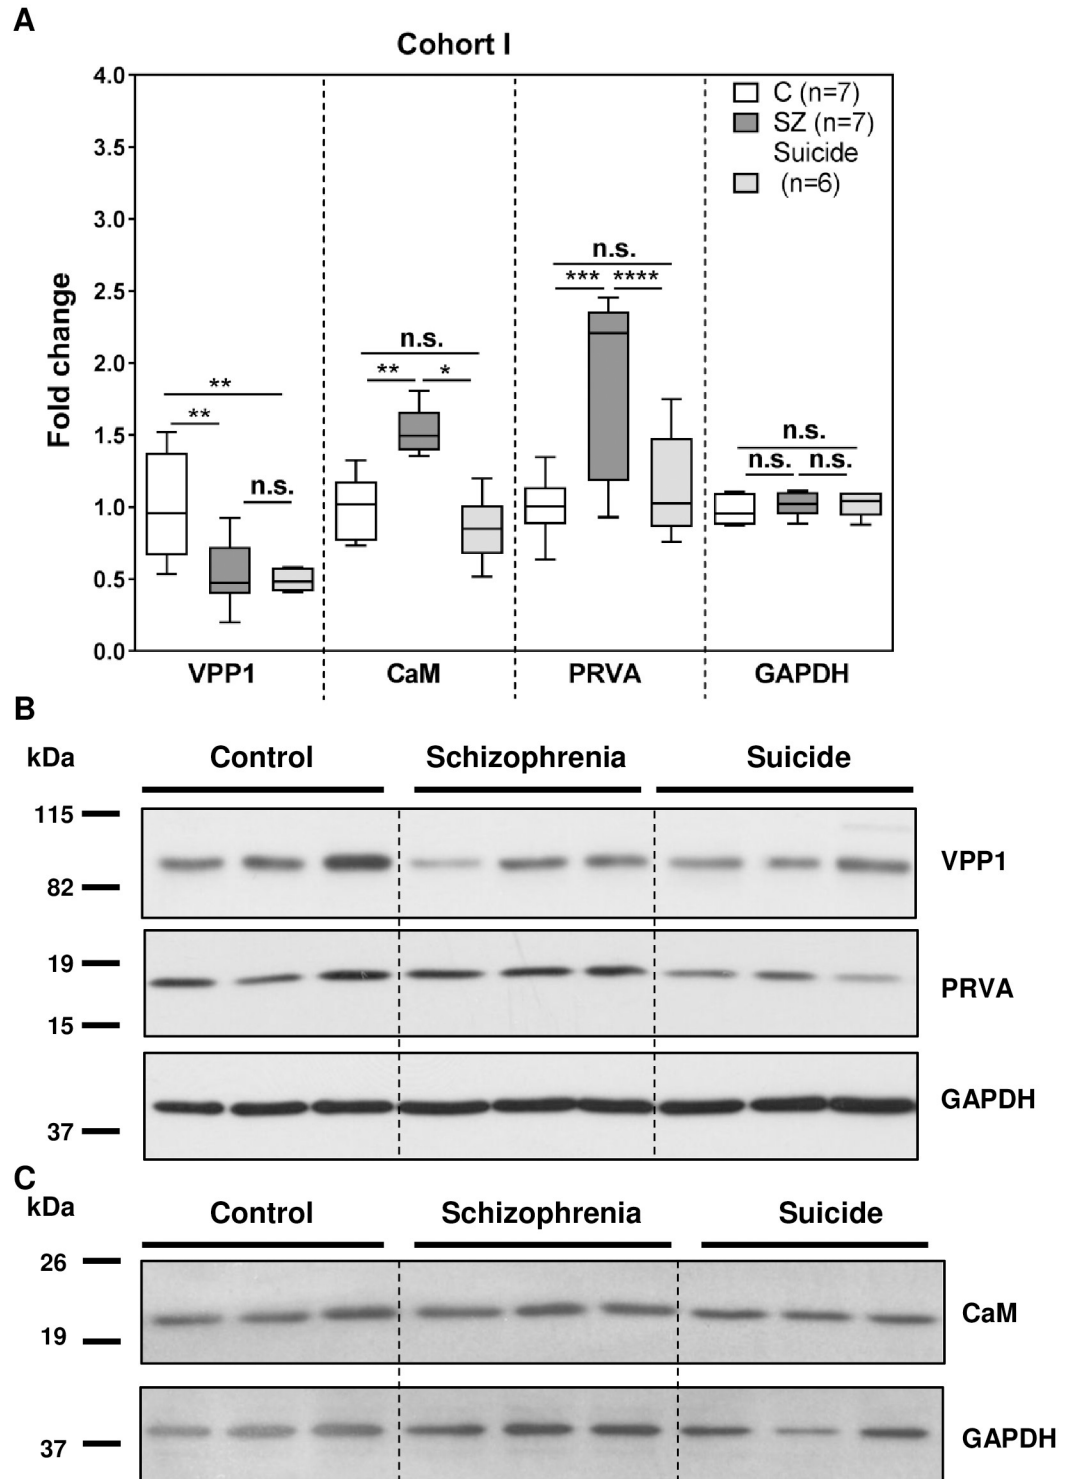 A
Cohort I
4.0
3.5
3.0
2.5
2.0
1.5
1.0
0.5
0.0
Fold change
C (n=7)
SZ (n=7)
Suicide
(n=6)
**
**
n.s.
n.s.
** *
n.s.
*** ****
n.s.
n.s. n.s.
VPP1 CaM PRVA GAPDH
B
kDa Control Schizophrenia Suicide
115
82
VPP1
19
15
PRVA
37
GAPDH
C
kDa Control Schizophrenia Suicide
26
19
CaM
37
GAPDH